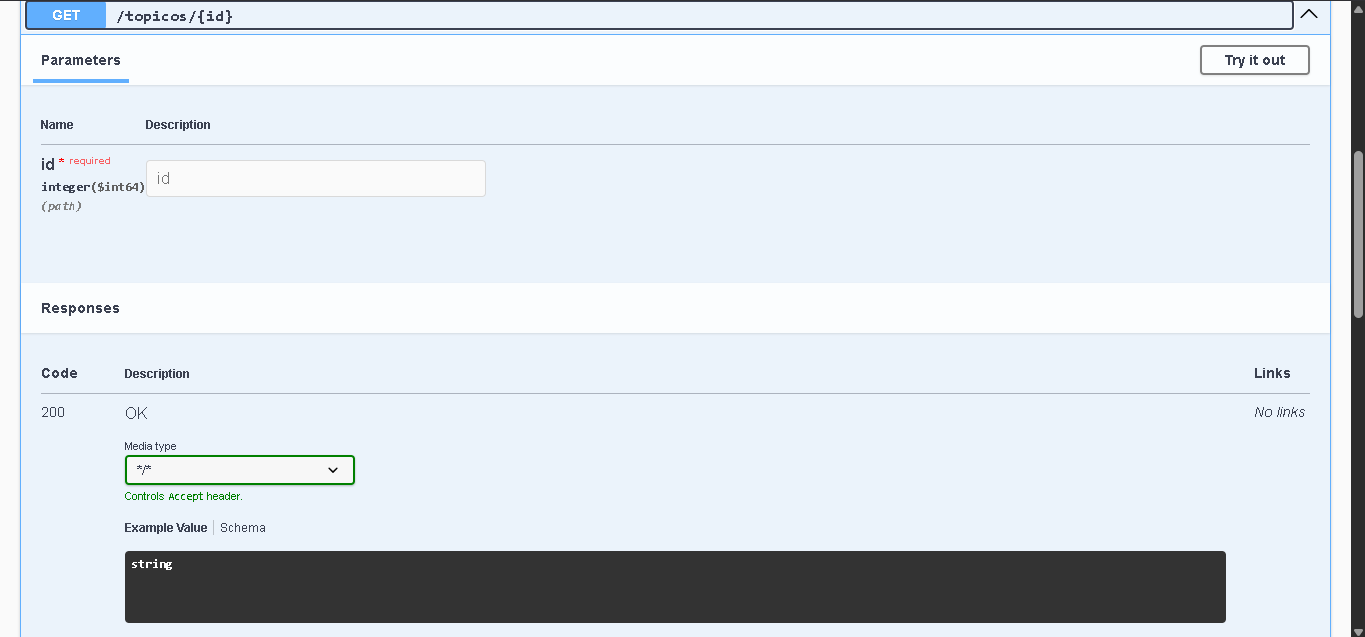 GET /topicos/{id}
Parameters
Try it out
Name Description
id * required
integer($int64)
(path)
id
Responses
Code Description Links
200 OK No links
Media type
*/*
Controls Accept header.
Example Value Schema
string